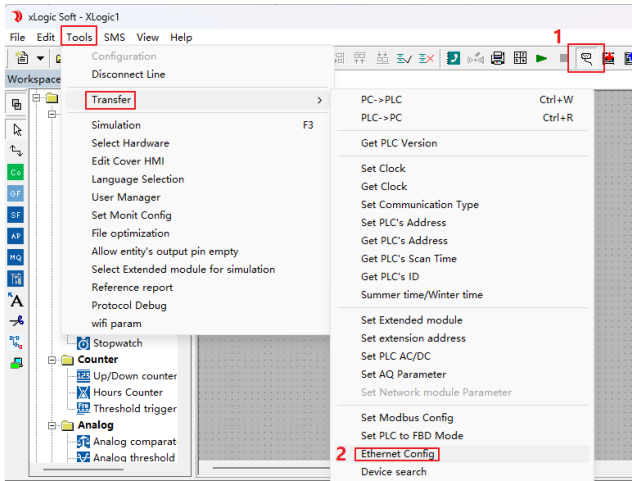 xLogic Soft - XLogic1
File Edit Tools SMS View Help
1
Workspace
Configuration
Disconnect Line
Transfer
Simulation F3
Select Hardware
Edit Cover HMI
Language Selection
User Manager
Set Monit Config
File optimization
Allow entity's output pin empty
Select Extended module for simulation
Reference report
Protocol Debug
wifi param
PC->PLC Ctrl+W
PLC->PC Ctrl+R
Get PLC Version
Set Clock
Get Clock
Set Communication Type
Set PLC's Address
Get PLC's Address
Get PLC's Scan Time
Get PLC's ID
Summer time/Winter time
Set Extended module
Set extension address
Set PLC AC/DC
Set AQ Parameter
Set Network module Parameter
Set Modbus Config
Set PLC to FBD Mode
2 Ethernet Config
Device search
Co
GF
SF
AP
MQ
A
Stopwatch
Counter
Up/Down counter
Hours Counter
Threshold trigger
Analog
Analog comparat
Analog threshold